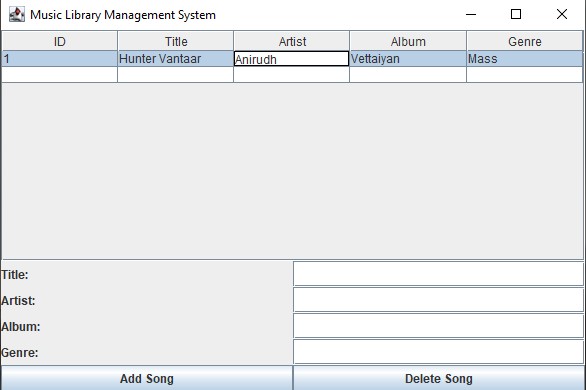 Music Library Management System
ID Title Artist Album Genre
1 Hunter Vantaar Anirudh Vettaiyan Mass
Title:
Artist:
Album:
Genre:
Add Song Delete Song